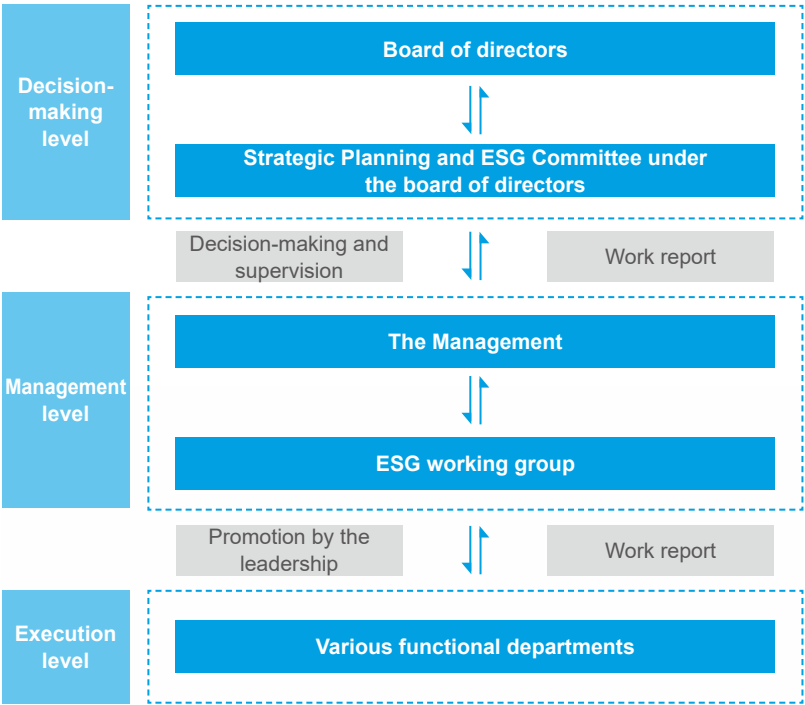 Decision-
making
level
Board of directors
Strategic Planning and ESG Committee under
the board of directors
Decision-making and
supervision
Work report
Management
level
The Management
ESG working group
Promotion by the
leadership
Work report
Execution
level
Various functional departments